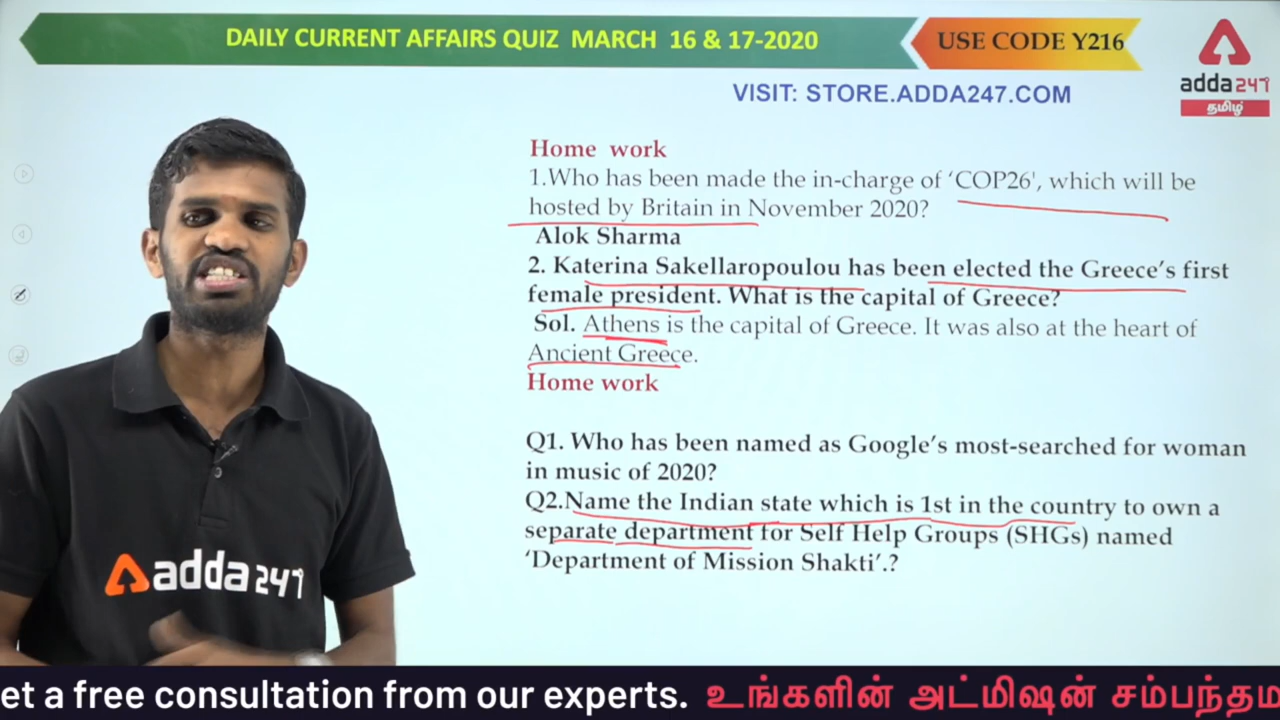 DAILY CURRENT AFFAIRS QUIZ MARCH 16 & 17-2020
USE CODE Y216
adda247
தமிழ்
VISIT: STORE.ADDA247.COM
Home work
1.Who has been made the in-charge of ‘COP26', which will be
hosted by Britain in November 2020?
Alok Sharma
2. Katerina Sakellaropoulou has been elected the Greece’s first
female president. What is the capital of Greece?
Sol. Athens is the capital of Greece. It was also at the heart of
Ancient Greece.
Home work
Q1. Who has been named as Google’s most-searched for woman
in music of 2020?
Q2.Name the Indian state which is 1st in the country to own a
separate department for Self Help Groups (SHGs) named
‘Department of Mission Shakti’.?
adda247
et a free consultation from our experts. உங்களின் அட்மிஷன் சம்பந்தம